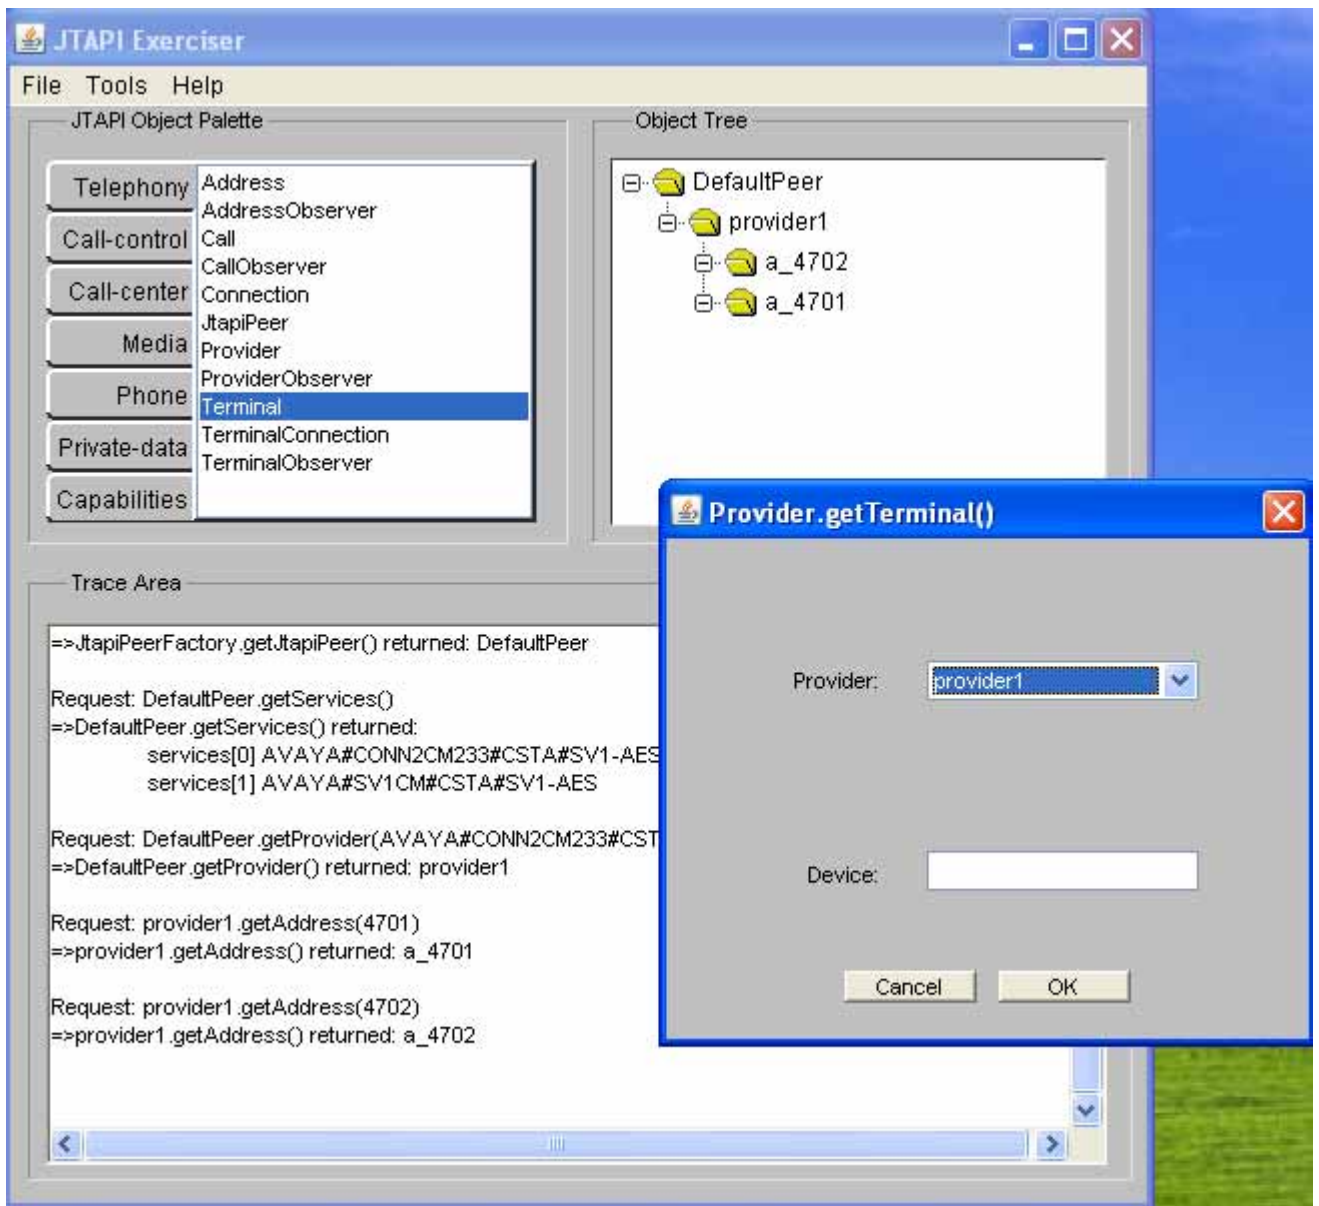 JTAPI Exerciser
File Tools Help
JTAPI Object Palette
Telephony
Call-control
Call-center
Media
Phone
Private-data
Capabilities
Address
AddressObserver
Call
CallObserver
Connection
JtapiPeer
Provider
ProviderObserver
Terminal
TerminalConnection
TerminalObserver
Object Tree
DefaultPeer
provider1
a_4702
a_4701
Trace Area
=>JtapiPeerFactory.getJtapiPeer() returned: DefaultPeer
Request: DefaultPeer.getServices()
=>DefaultPeer.getServices() returned:
services[0] AVAYA#CONN2CM233#CSTA#SV1-AES
services[1] AVAYA#SV1CM#CSTA#SV1-AES
Request: DefaultPeer.getProvider(AVAYA#CONN2CM233#CST
=>DefaultPeer.getProvider() returned: provider1
Request: provider1.getAddress(4701)
=>provider1.getAddress() returned: a_4701
Request: provider1.getAddress(4702)
=>provider1.getAddress() returned: a_4702
Provider.getTerminal()
Provider: provider1
Device:
Cancel OK